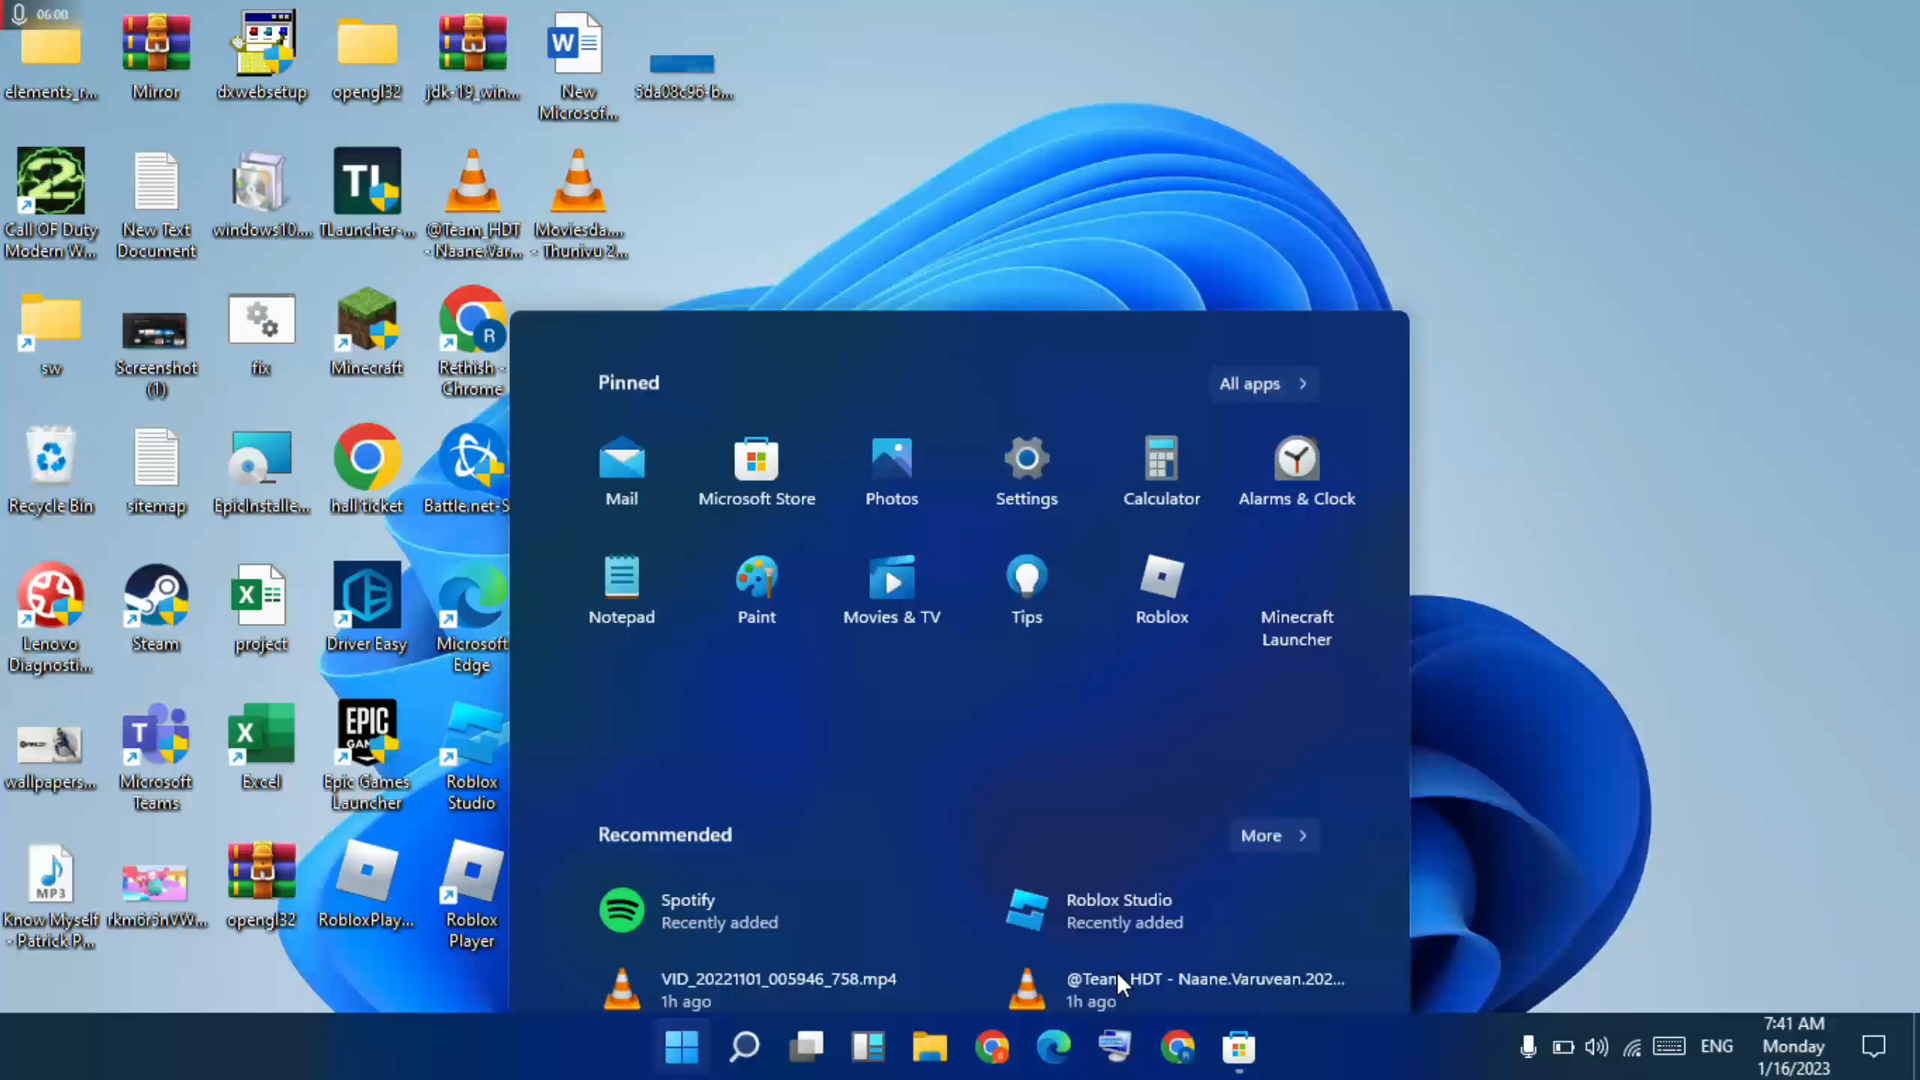 06:00
elements_r...
Mirror
dxwebsetup
opengl32
jdk-19_win...
New
Microsof...
5da08c96-b...
Call OF Duty
Modern W...
New Text
Document
windows10....
TLauncher-...
@Team_HDT
- Naane.Var...
Moviesda....
- Thunivu 2...
sw
Screenshot
(1)
fix
Minecraft
Rethish -
Chrome
Recycle Bin
sitemap
EpicInstalle...
hall ticket
Battle.net-S
Lenovo
Diagnosti...
Steam
project
Driver Easy
Microsoft
Edge
wallpapers...
Microsoft
Teams
Excel
EPIC
Epic Games
Launcher
Roblox
Studio
MP3
Know Myself
- Patrick P...
rkm6r5nVW...
opengl32
RobloxPlay...
Roblox
Player
Pinned
All apps
Mail
Microsoft Store
Photos
Settings
Calculator
Alarms & Clock
Notepad
Paint
Movies & TV
Tips
Roblox
Minecraft
Launcher
Recommended
More
Spotify
Recently added
Roblox Studio
Recently added
VID_20221101_005946_758.mp4
1h ago
@Team_HDT - Naane.Varuvean.202...
1h ago
ENG
7:41 AM
Monday
1/16/2023